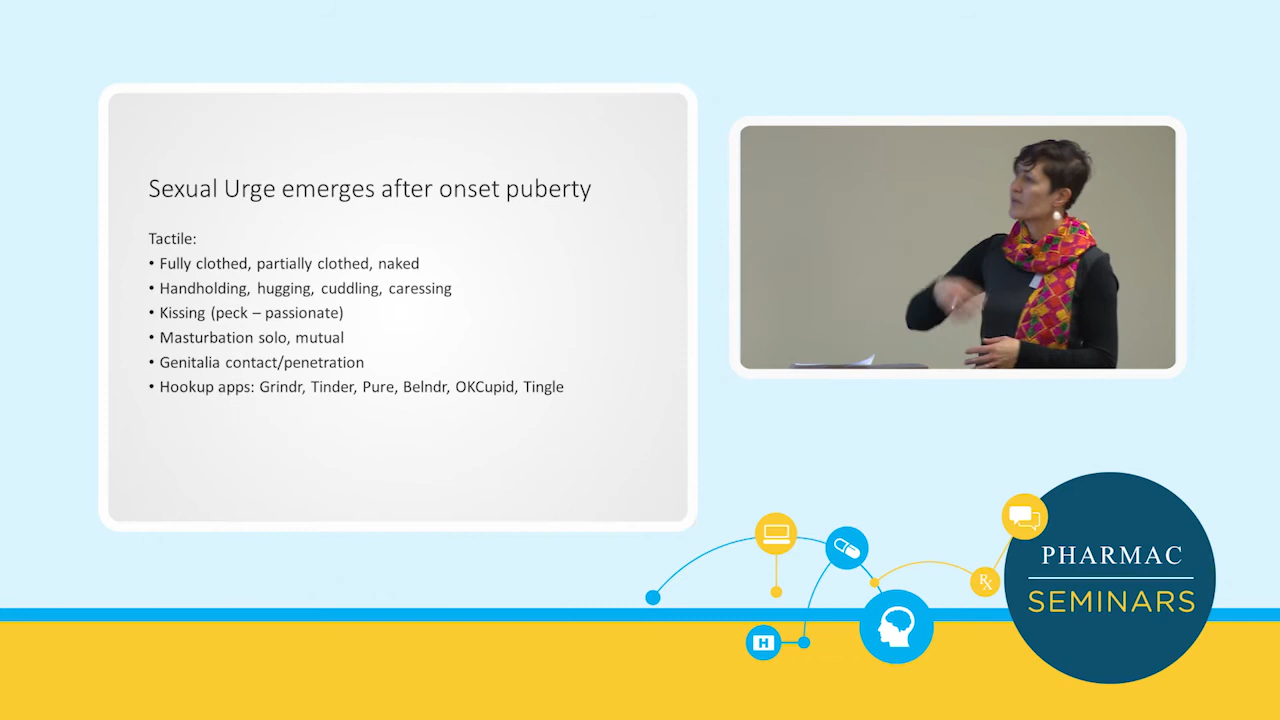 Sexual Urge emerges after onset puberty
Tactile:
• Fully clothed, partially clothed, naked
• Handholding, hugging, cuddling, caressing
• Kissing (peck – passionate)
• Masturbation solo, mutual
• Genitalia contact/penetration
• Hookup apps: Grindr, Tinder, Pure, Belndr, OKCupid, Tingle
H
Rx
PHARMAC
SEMINARS